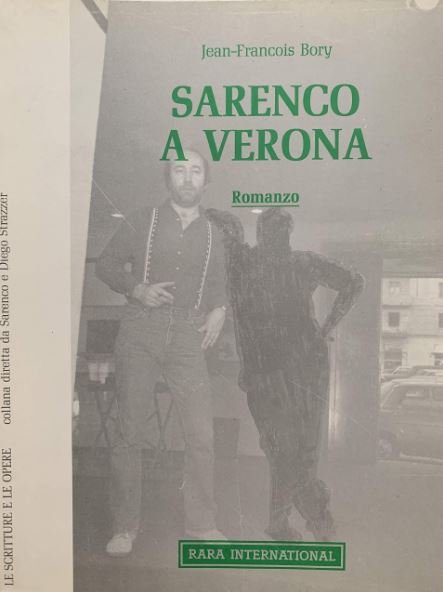 Jean-Francois Bory
SARENCO
A VERONA
Romanzo
RARA INTERNATIONAL
LE SCRITTURE E LE OPERE collana diretta da Sarenco e Diego Strazzer